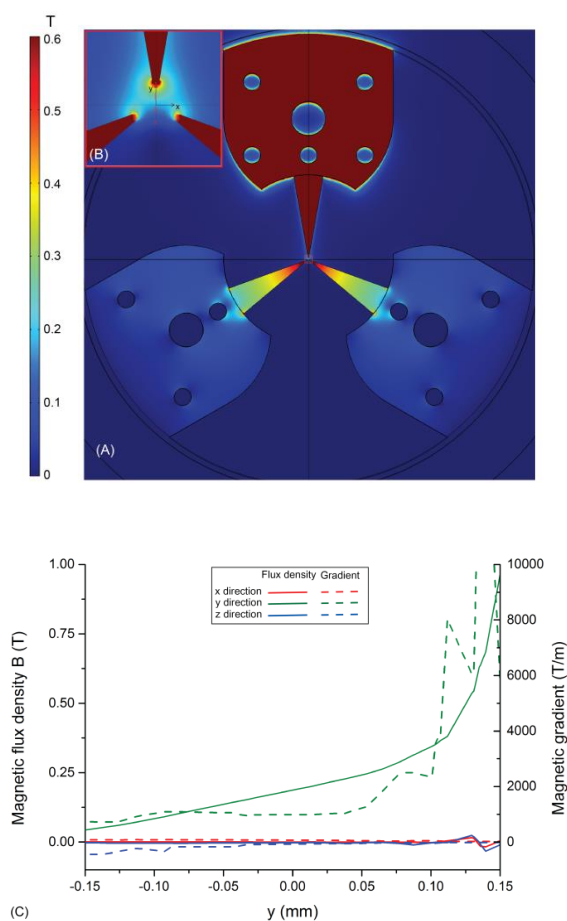 T
0.6
0.5
0.4
0.3
0.2
0.1
0
y
x
(B)
(A)
1.00
0.75
0.50
0.25
0.00
Magnetic flux density B (T)
Flux density Gradient
x direction
y direction
z direction
10000
8000
6000
4000
2000
0
Magnetic gradient (T/m)
-0.15 -0.10 -0.05 0.00 0.05 0.10 0.15
y (mm)
(C)